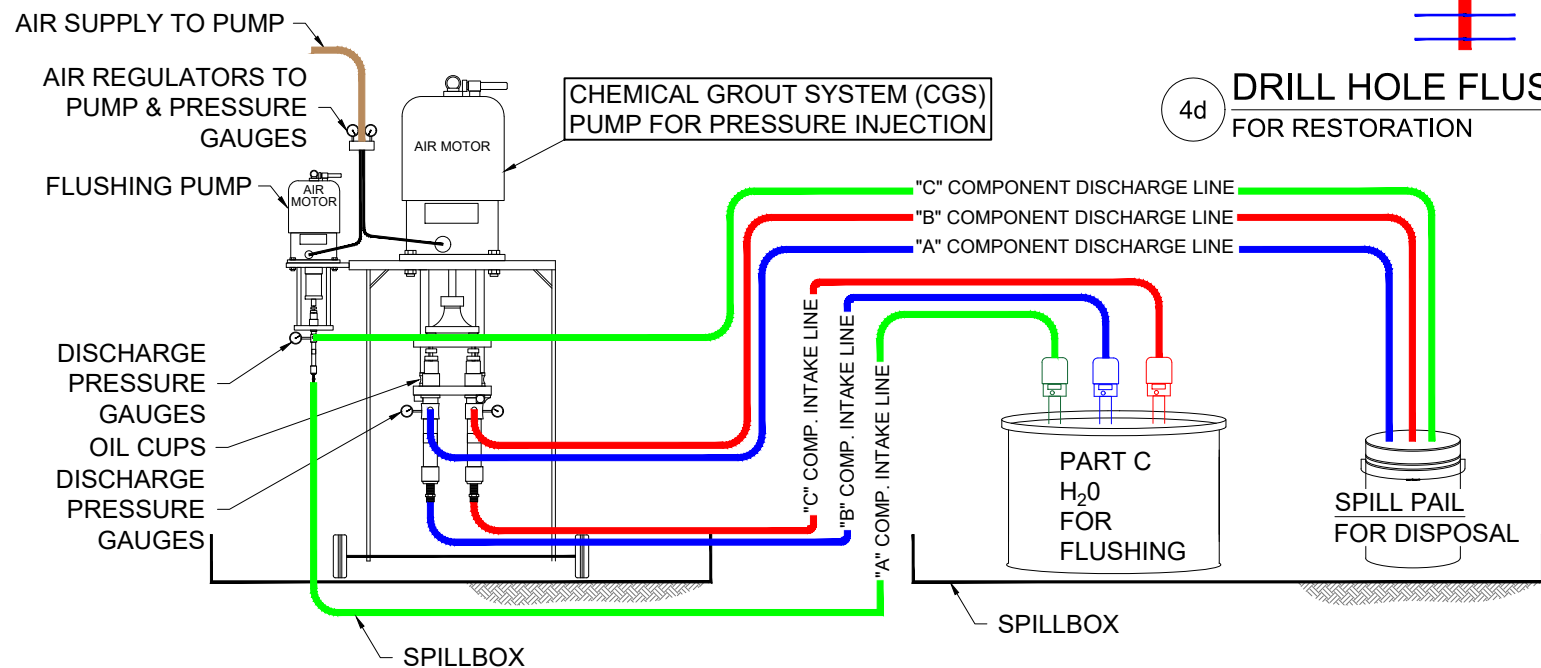 AIR SUPPLY TO PUMP
AIR REGULATORS TO
PUMP & PRESSURE
GAUGES
FLUSHING PUMP
AIR
MOTOR
AIR MOTOR
CHEMICAL GROUT SYSTEM (CGS)
PUMP FOR PRESSURE INJECTION
4d
DRILL HOLE FLUS
FOR RESTORATION
"C" COMPONENT DISCHARGE LINE
"B" COMPONENT DISCHARGE LINE
"A" COMPONENT DISCHARGE LINE
DISCHARGE
PRESSURE
GAUGES
OIL CUPS
DISCHARGE
PRESSURE
GAUGES
"C" COMP. INTAKE LINE
"B" COMP. INTAKE LINE
"A" COMP. INTAKE LINE
PART C
H₂0
FOR
FLUSHING
SPILL PAIL
FOR DISPOSAL
SPILLBOX
SPILLBOX